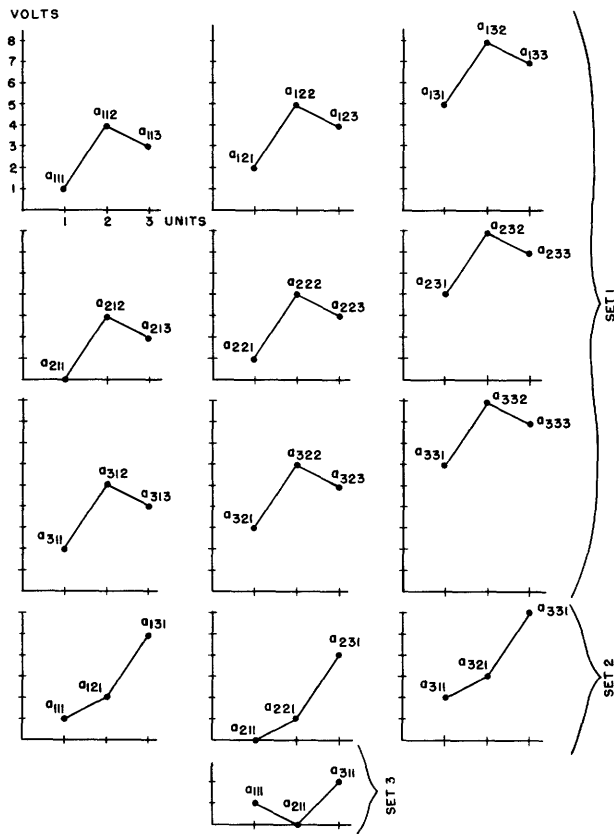 VOLTS
8
7
6
5
4
3
2
1
a111
a112
a113
a121
a122
a123
a131
a132
a133
1 2 3 UNITS
a211
a212
a213
a221
a222
a223
a231
a232
a233
a311
a312
a313
a321
a322
a323
a331
a332
a333
SET 1
a111
a121
a131
a211
a221
a231
a311
a321
a331
SET 2
a111
a211
a311
SET 3